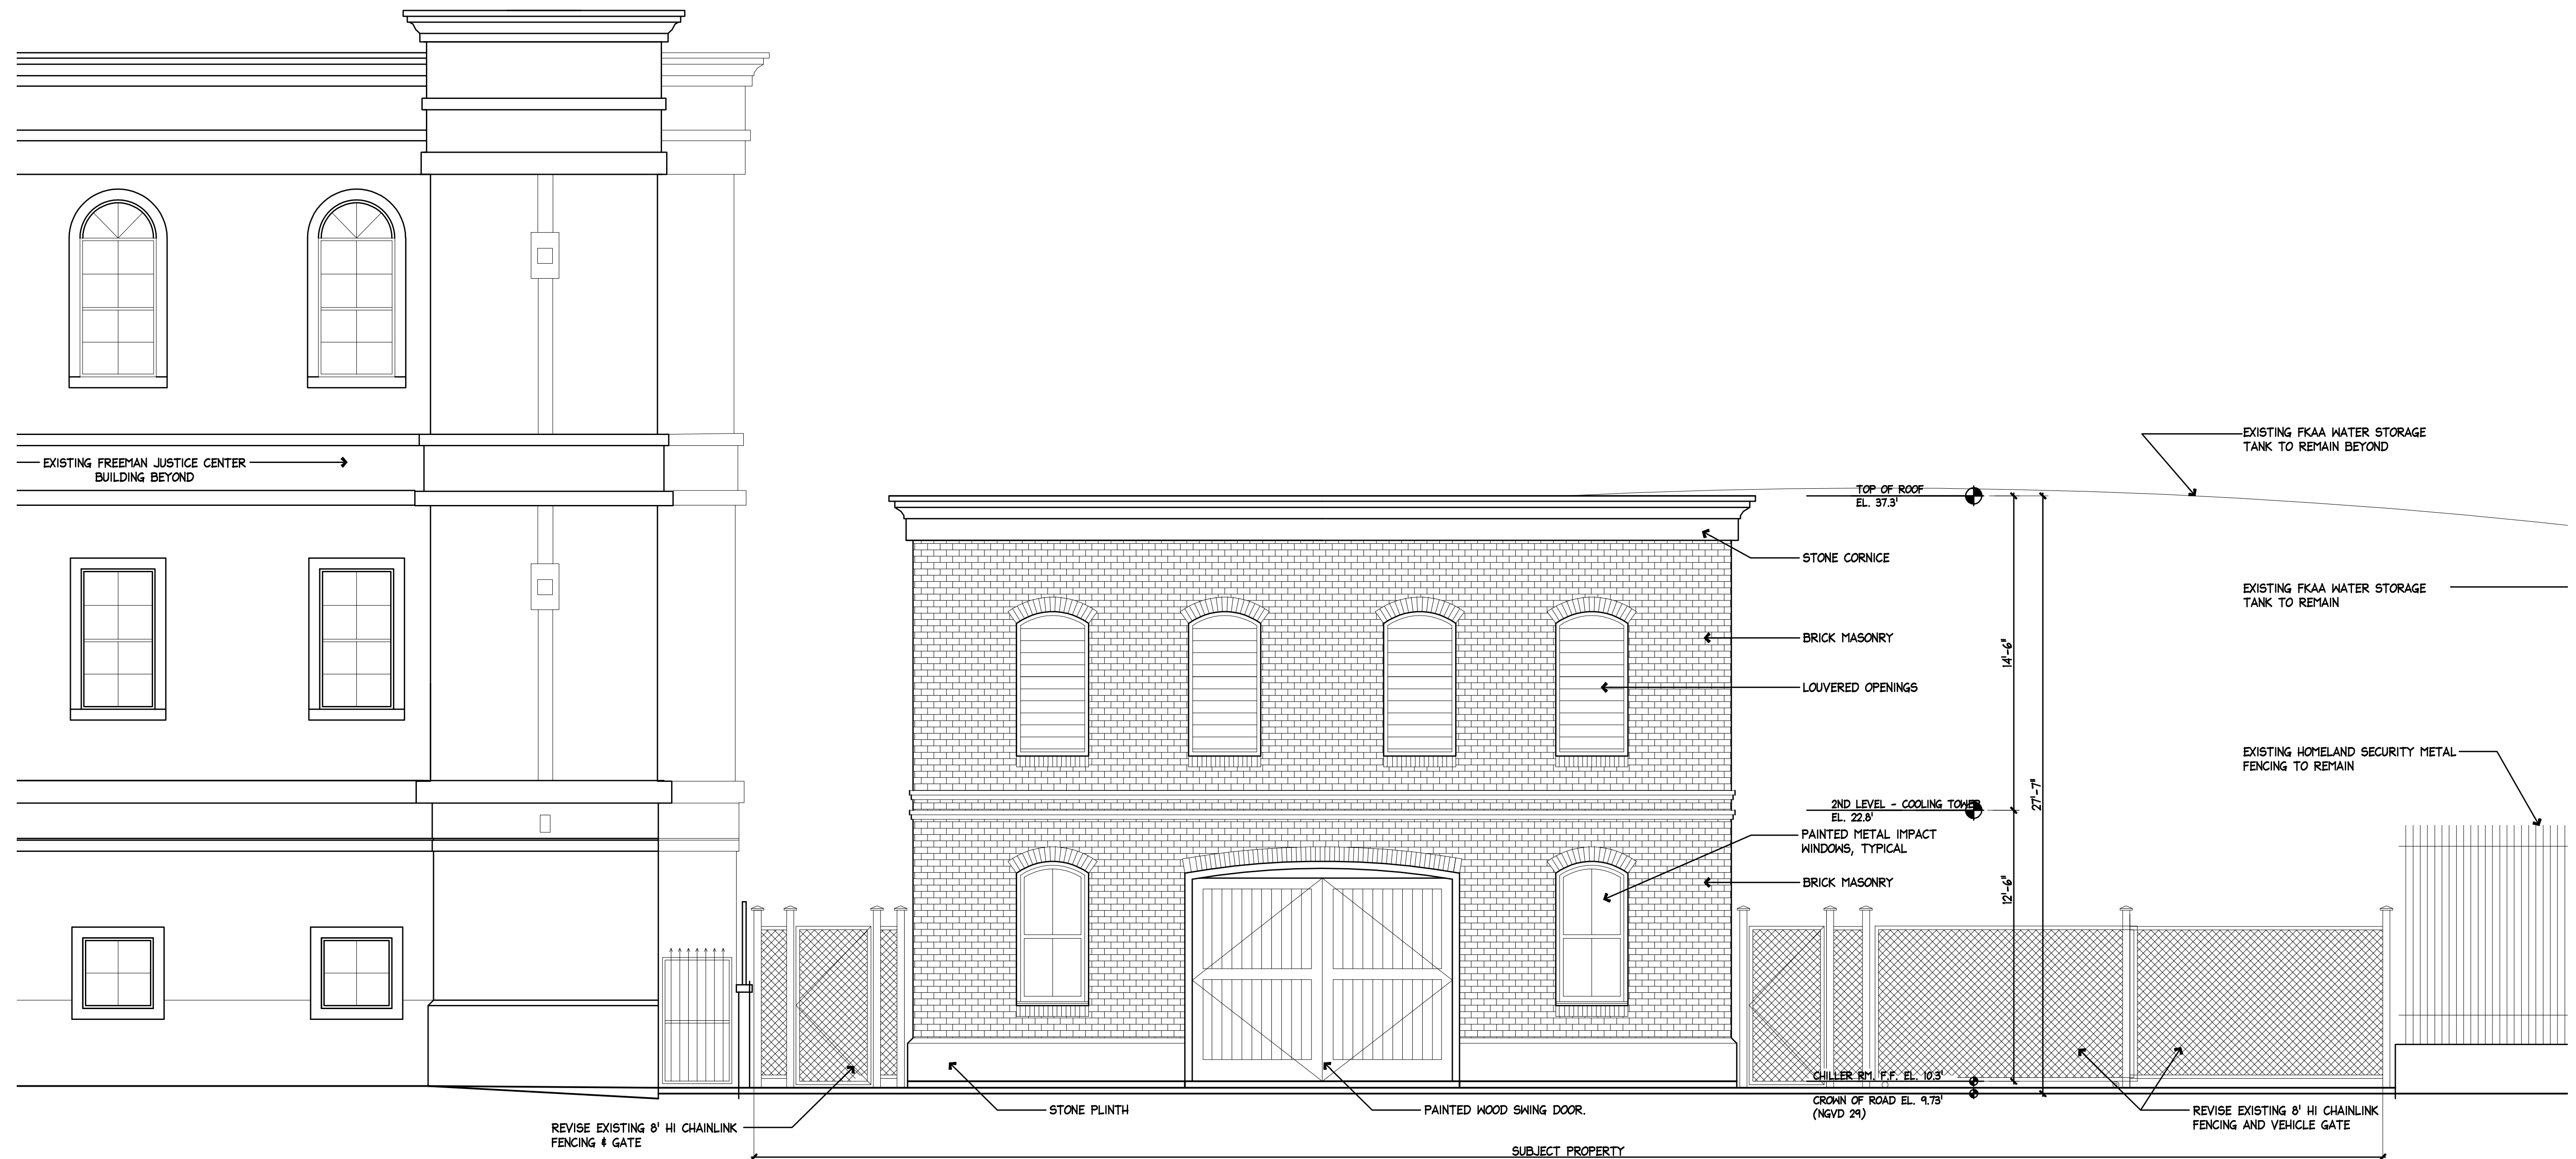 EXISTING FREEMAN JUSTICE CENTER
BUILDING BEYOND
EXISTING FKAA WATER STORAGE
TANK TO REMAIN BEYOND
TOP OF ROOF
EL. 37.3'
STONE CORNICE
EXISTING FKAA WATER STORAGE
TANK TO REMAIN
BRICK MASONRY
14'-6"
LOUVERED OPENINGS
EXISTING HOMELAND SECURITY METAL
FENCING TO REMAIN
27'-7"
2ND LEVEL - COOLING TOWER
EL. 22.8'
PAINTED METAL IMPACT
WINDOWS, TYPICAL
BRICK MASONRY
12'-6"
CHILLER RM. F.F. EL. 10.3'
CROWN OF ROAD EL. 9.73'
(NGVD 29)
STONE PLINTH
PAINTED WOOD SWING DOOR.
REVISE EXISTING 8' HI CHAINLINK
FENCING AND VEHICLE GATE
REVISE EXISTING 8' HI CHAINLINK
FENCING & GATE
SUBJECT PROPERTY